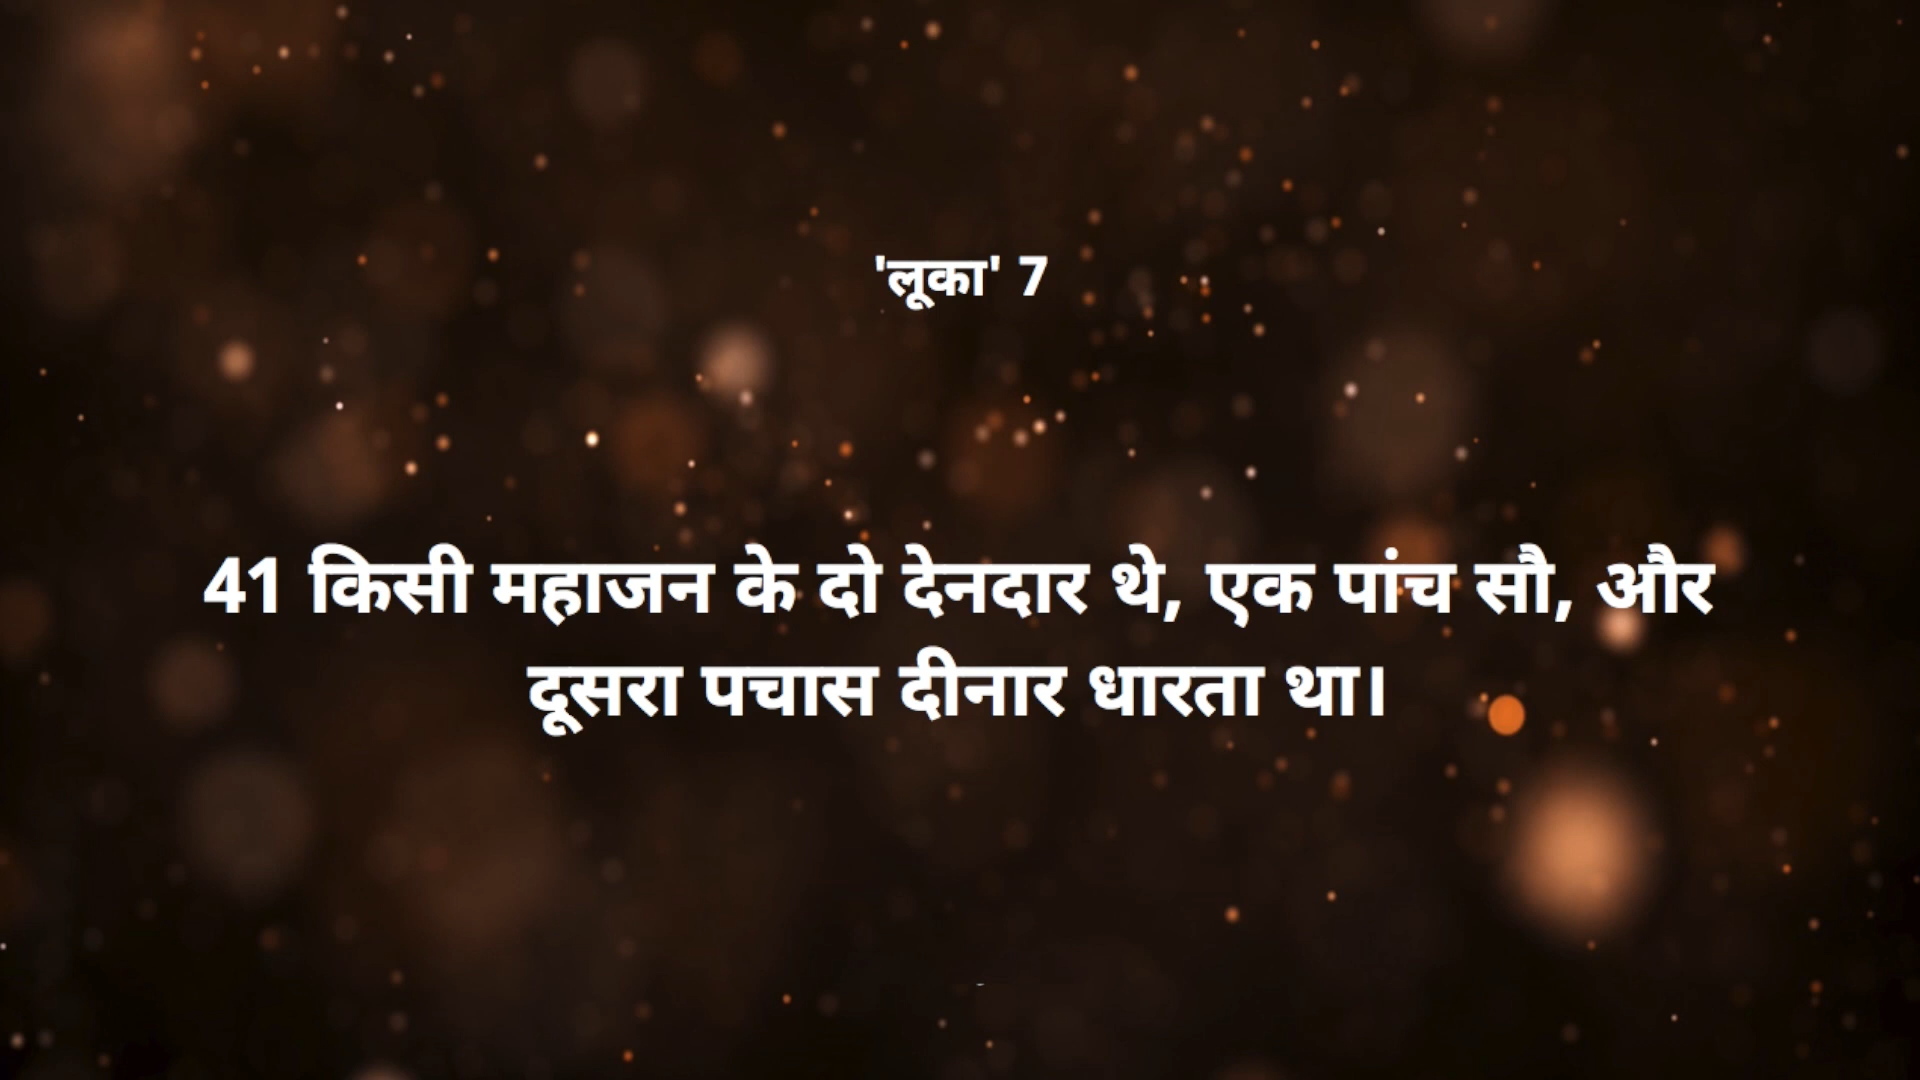 'लूका' 7
41 किसी महाजन के दो देनदार थे, एक पांच सौ, और
दूसरा पचास दीनार धारता था।